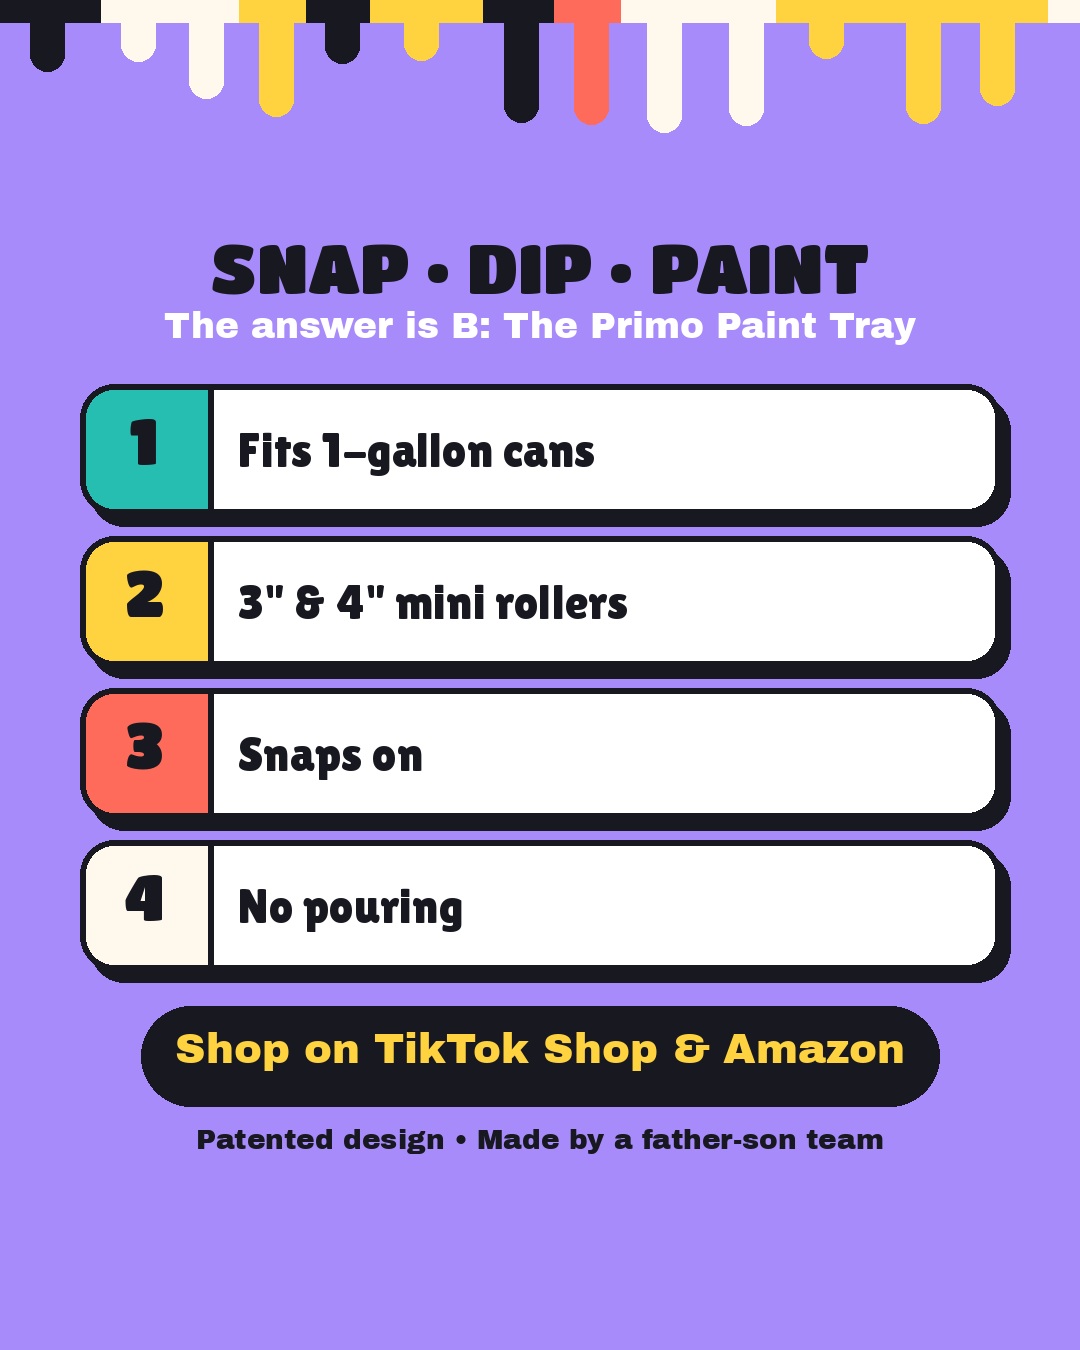 SNAP • DIP • PAINT
The answer is B: The Primo Paint Tray
1
Fits 1–gallon cans
2
3" & 4" mini rollers
3
Snaps on
4
No pouring
Shop on TikTok Shop & Amazon
Patented design • Made by a father-son team